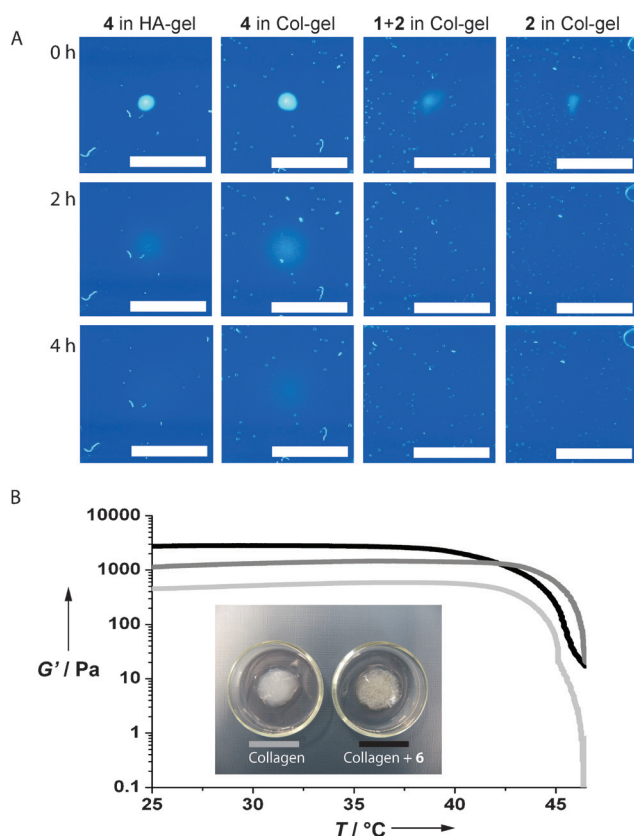 A
4 in HA-gel 4 in Col-gel 1+2 in Col-gel 2 in Col-gel
0 h
2 h
4 h
B
10000
1000
100
10
1
0.1
G' / Pa
Collagen Collagen + 6
25 30 35 40 45
T / °C